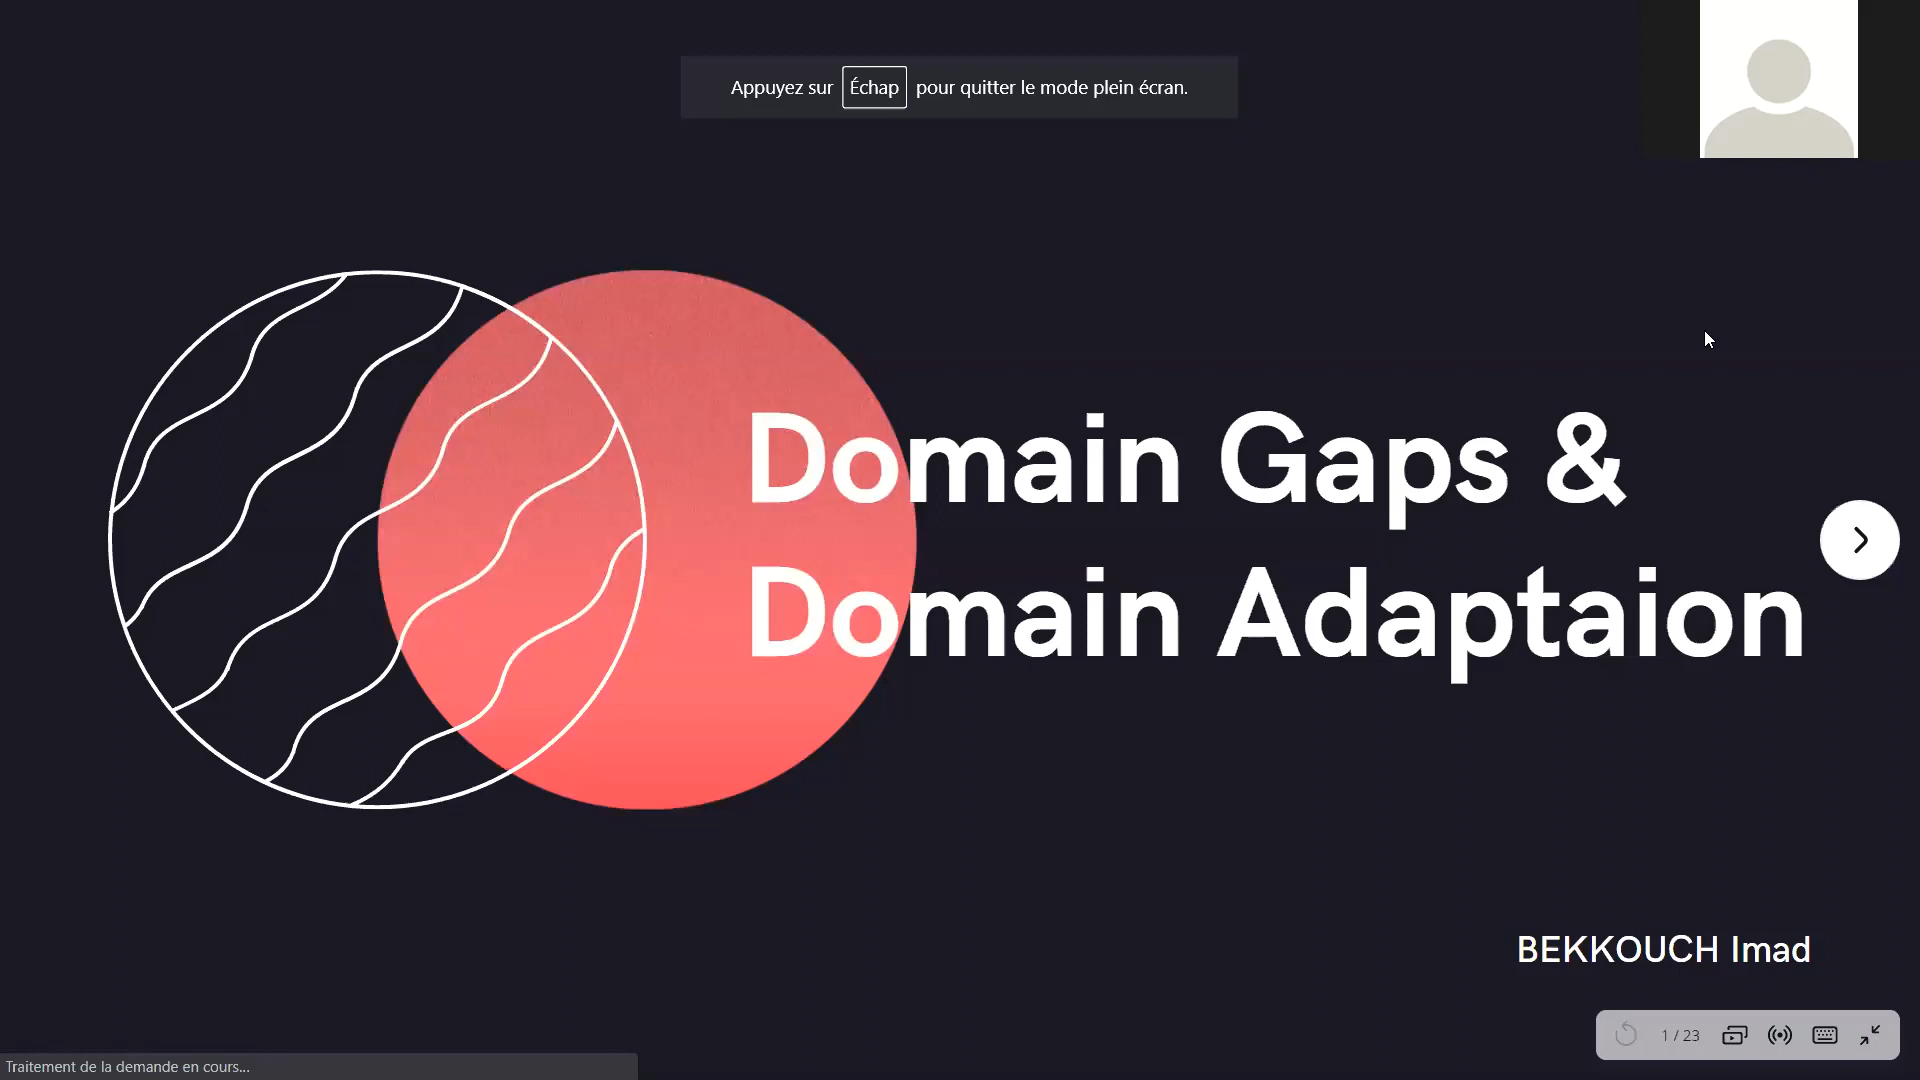 Appuyez sur Échap pour quitter le mode plein écran.
Domain Gaps &
Domain Adaptaion
BEKKOUCH Imad
1 / 23
Traitement de la demande en cours...